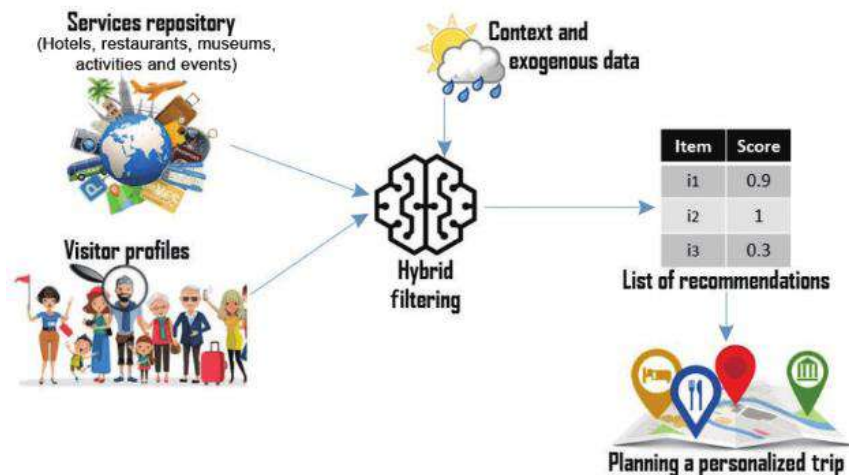 Services repository
(Hotels, restaurants, museums,
activities and events)
Context and
exogenous data
Item Score
i1 0.9
i2 1
i3 0.3
Visitor profiles
Hybrid
filtering
List of recommendations
P
Planning a personalized trip